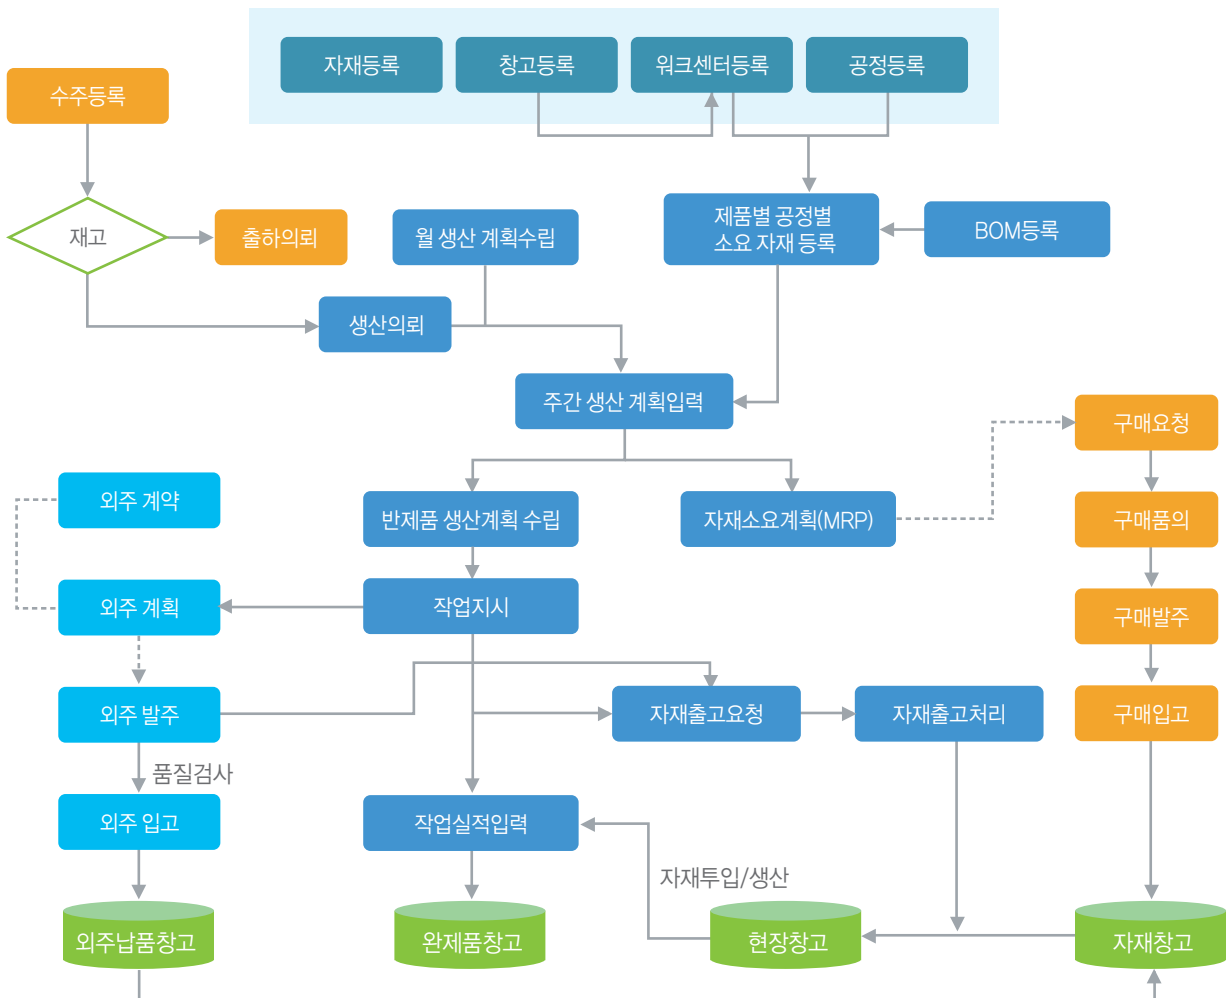 자재등록
창고등록
워크센터등록
공정등록
수주등록
재고
출하의뢰
월 생산 계획수립
제품별 공정별
소요 자재 등록
BOM등록
생산의뢰
주간 생산 계획입력
구매요청
외주 계약
반제품 생산계획 수립
자재소요계획(MRP)
구매품의
외주 계획
작업지시
구매발주
외주 발주
자재출고요청
자재출고처리
구매입고
품질검사
외주 입고
작업실적입력
자재투입/생산
외주납품창고
완제품창고
현장창고
자재창고